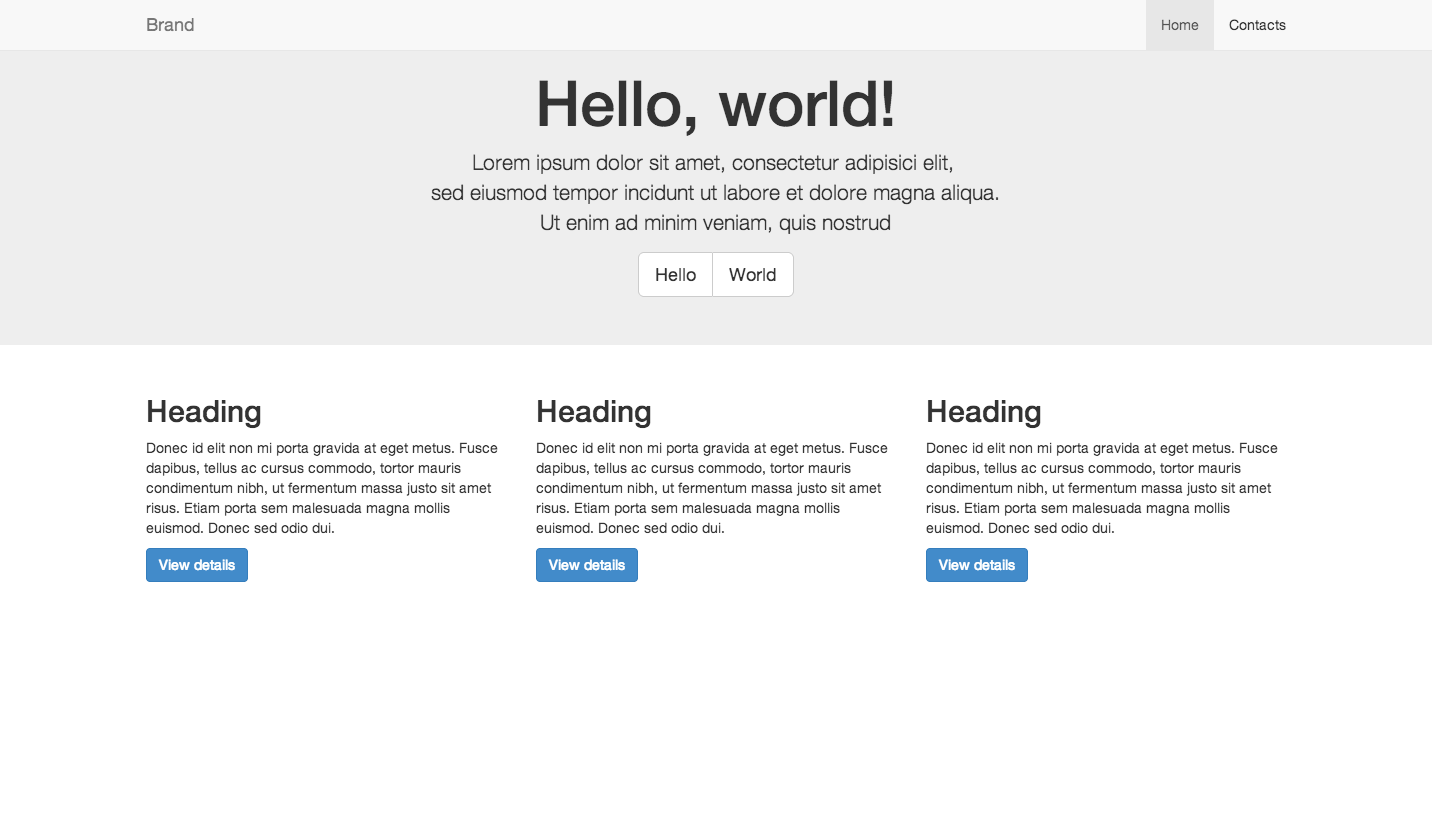 Brand
Home
Contacts
Hello, world!
Lorem ipsum dolor sit amet, consectetur adipisici elit,
sed eiusmod tempor incidunt ut labore et dolore magna aliqua.
Ut enim ad minim veniam, quis nostrud
Hello
World
Heading
Donec id elit non mi porta gravida at eget metus. Fusce
dapibus, tellus ac cursus commodo, tortor mauris
condimentum nibh, ut fermentum massa justo sit amet
risus. Etiam porta sem malesuada magna mollis
euismod. Donec sed odio dui.
View details
Heading
Donec id elit non mi porta gravida at eget metus. Fusce
dapibus, tellus ac cursus commodo, tortor mauris
condimentum nibh, ut fermentum massa justo sit amet
risus. Etiam porta sem malesuada magna mollis
euismod. Donec sed odio dui.
View details
Heading
Donec id elit non mi porta gravida at eget metus. Fusce
dapibus, tellus ac cursus commodo, tortor mauris
condimentum nibh, ut fermentum massa justo sit amet
risus. Etiam porta sem malesuada magna mollis
euismod. Donec sed odio dui.
View details